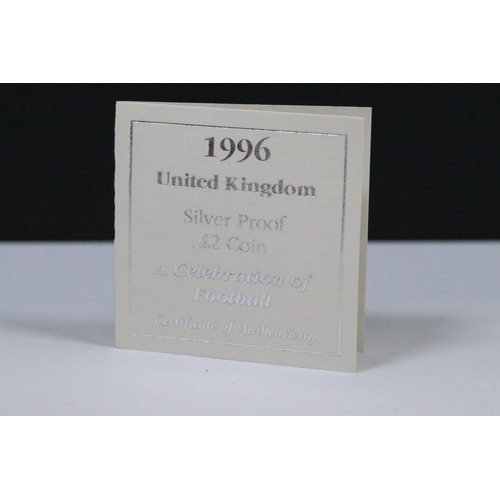 1996
United Kingdom
Silver Proof
£2 Coin
A Celebration of
Football
Certificate of Authenticity